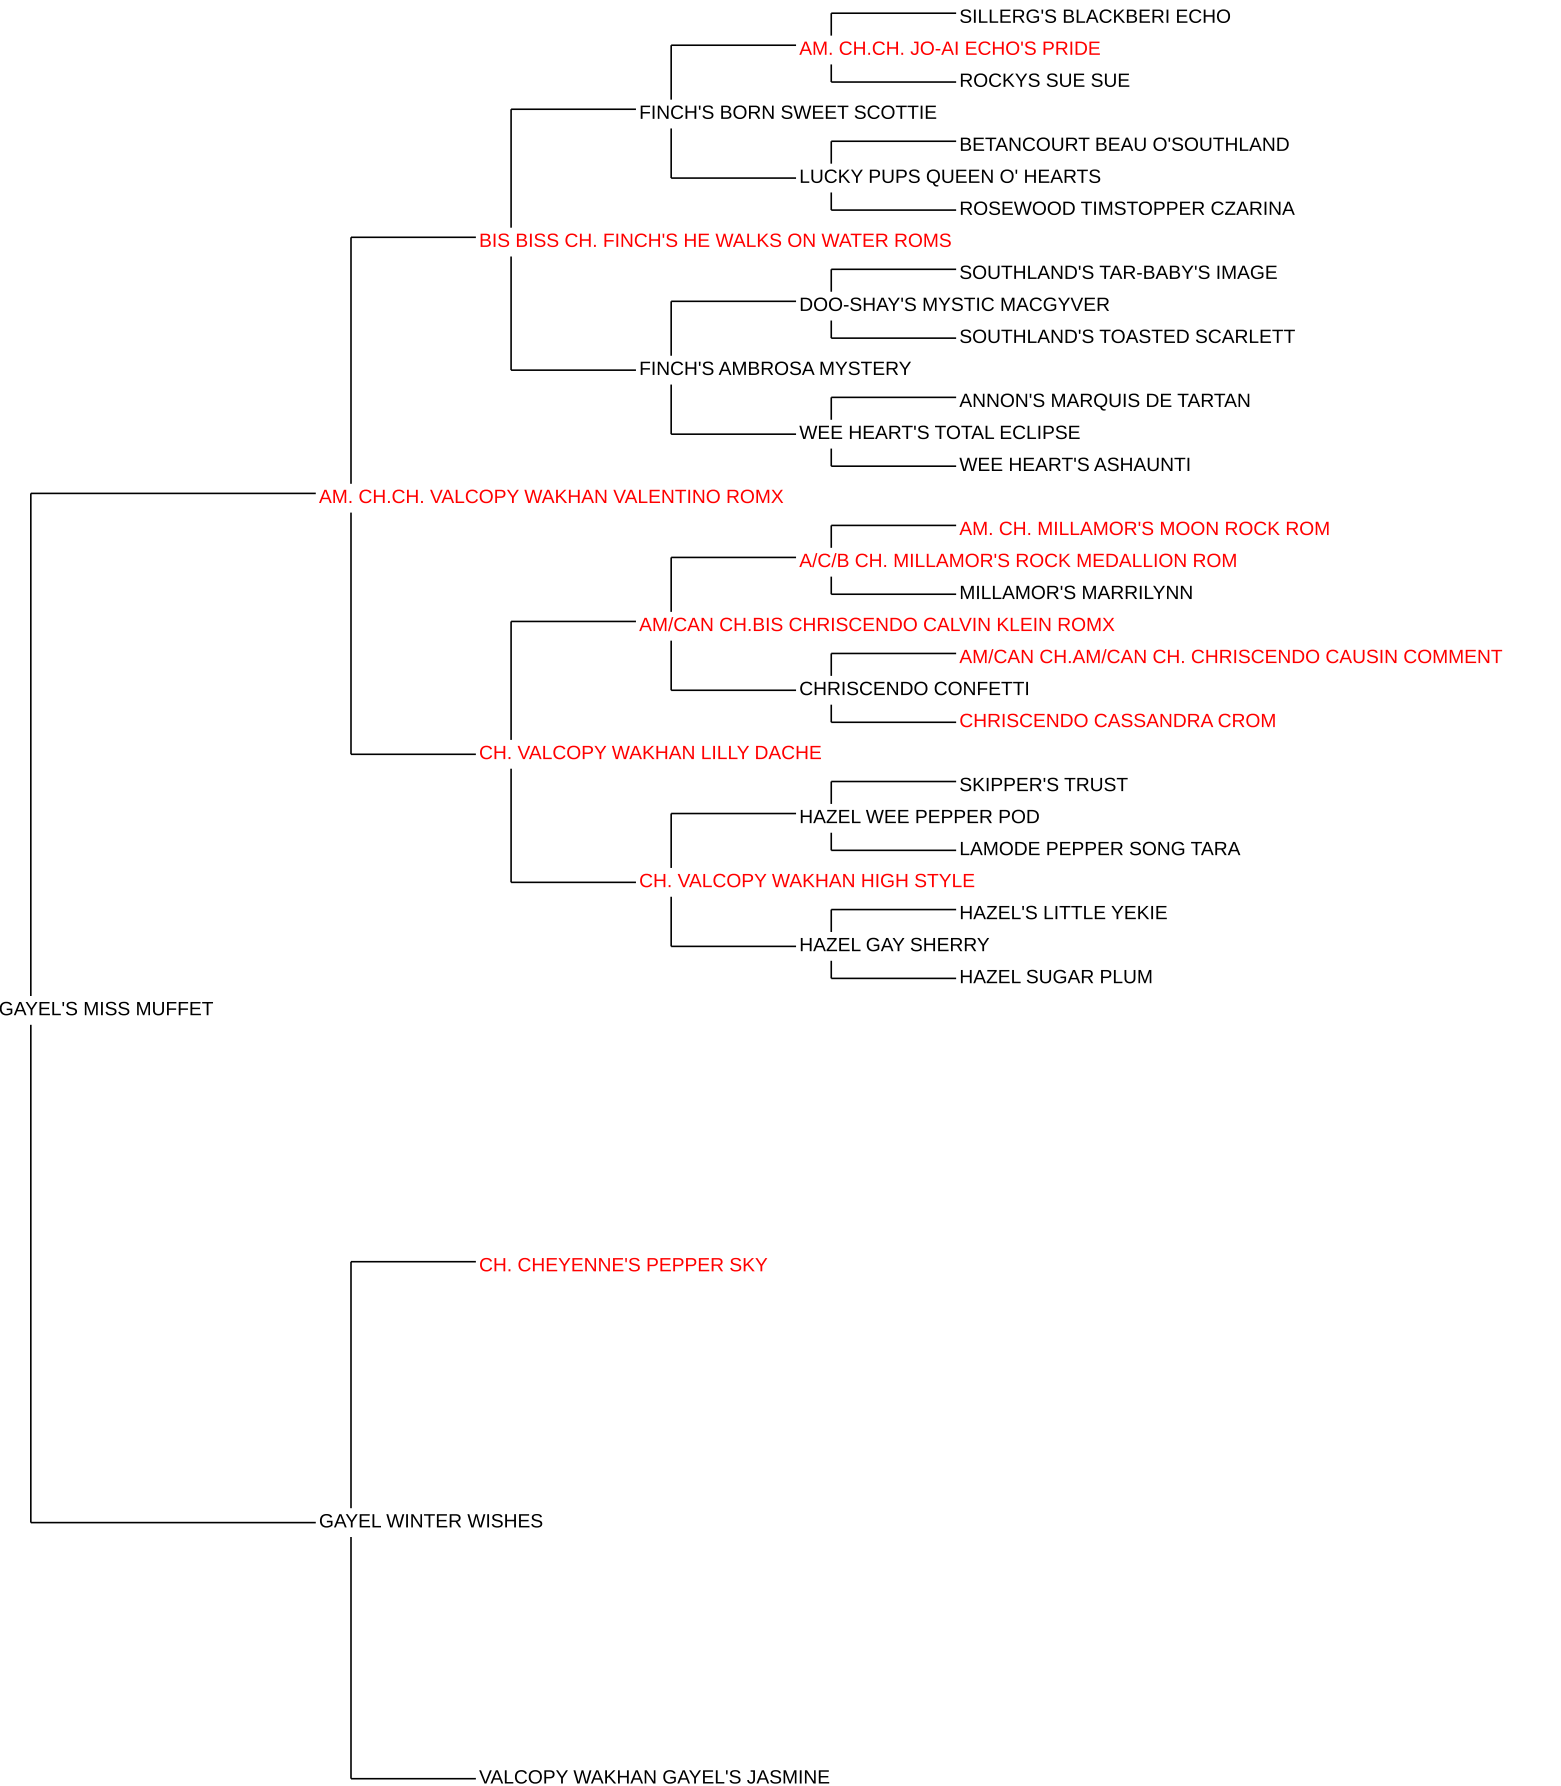 SILLERG'S BLACKBERI ECHO
AM. CH.CH. JO-AI ECHO'S PRIDE
ROCKYS SUE SUE
FINCH'S BORN SWEET SCOTTIE
BETANCOURT BEAU O'SOUTHLAND
LUCKY PUPS QUEEN O' HEARTS
ROSEWOOD TIMSTOPPER CZARINA
BIS BISS CH. FINCH'S HE WALKS ON WATER ROMS
SOUTHLAND'S TAR-BABY'S IMAGE
DOO-SHAY'S MYSTIC MACGYVER
SOUTHLAND'S TOASTED SCARLETT
FINCH'S AMBROSA MYSTERY
ANNON'S MARQUIS DE TARTAN
WEE HEART'S TOTAL ECLIPSE
WEE HEART'S ASHAUNTI
AM. CH.CH. VALCOPY WAKHAN VALENTINO ROMX
AM. CH. MILLAMOR'S MOON ROCK ROM
A/C/B CH. MILLAMOR'S ROCK MEDALLION ROM
MILLAMOR'S MARRILYNN
AM/CAN CH.BIS CHRISCENDO CALVIN KLEIN ROMX
AM/CAN CH.AM/CAN CH. CHRISCENDO CAUSIN COMMENT
CHRISCENDO CONFETTI
CHRISCENDO CASSANDRA CROM
CH. VALCOPY WAKHAN LILLY DACHE
SKIPPER'S TRUST
HAZEL WEE PEPPER POD
LAMODE PEPPER SONG TARA
CH. VALCOPY WAKHAN HIGH STYLE
HAZEL'S LITTLE YEKIE
HAZEL GAY SHERRY
HAZEL SUGAR PLUM
GAYEL'S MISS MUFFET
CH. CHEYENNE'S PEPPER SKY
GAYEL WINTER WISHES
VALCOPY WAKHAN GAYEL'S JASMINE